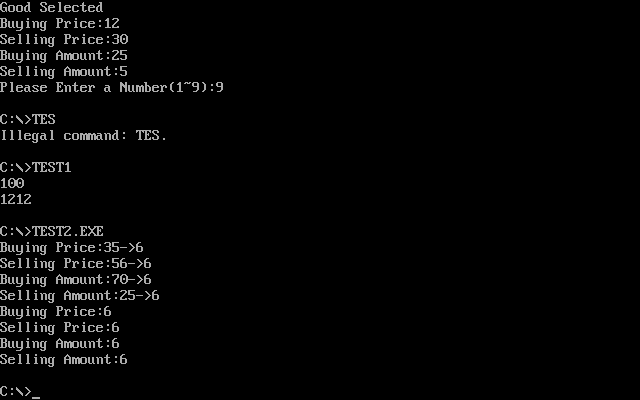 Good Selected
Buying Price:12
Selling Price:30
Buying Amount:25
Selling Amount:5
Please Enter a Number(1~9):9
C:\>TES
Illegal command: TES.
C:\>TEST1
100
1212
C:\>TEST2.EXE
Buying Price:35->6
Selling Price:56->6
Buying Amount:70->6
Selling Amount:25->6
Buying Price:6
Selling Price:6
Buying Amount:6
Selling Amount:6
C:\>_